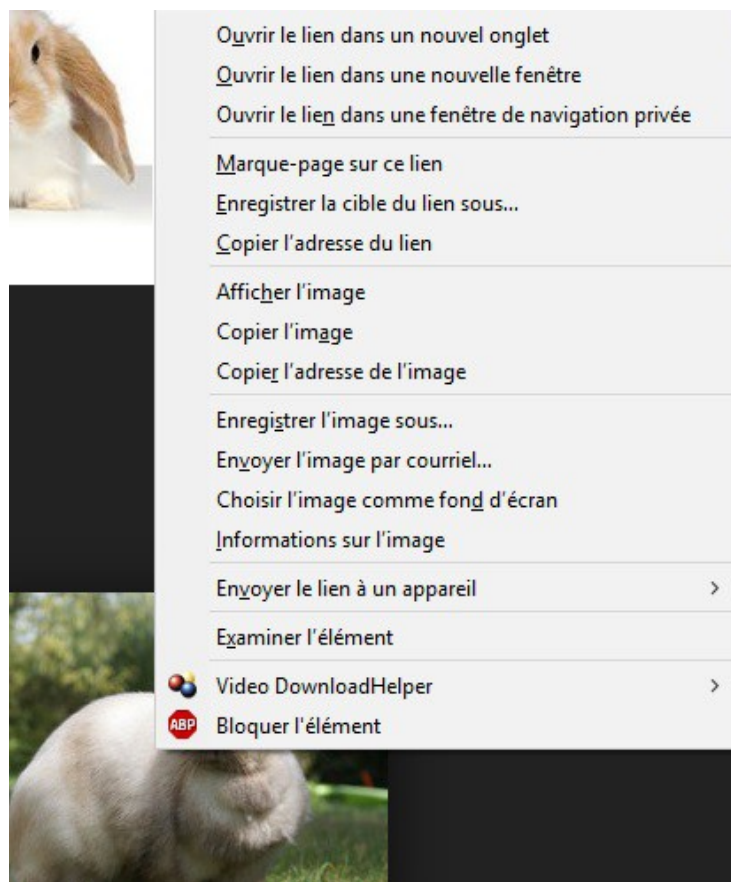 Ouvrir le lien dans un nouvel onglet
Ouvrir le lien dans une nouvelle fenêtre
Ouvrir le lien dans une fenêtre de navigation privée
Marque-page sur ce lien
Enregistrer la cible du lien sous...
Copier l’adresse du lien
Afficher l’image
Copier l’image
Copier l’adresse de l’image
Enregistrer l’image sous...
Envoyer l’image par courriel...
Choisir l’image comme fond d’écran
Informations sur l’image
Envoyer le lien à un appareil
Examiner l’élément
Video DownloadHelper
ABP Bloquer l'élément